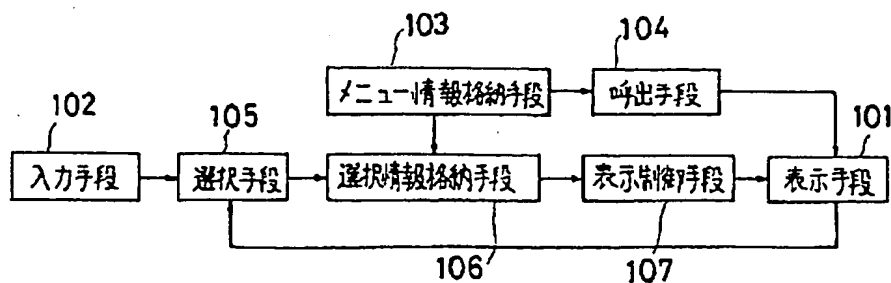 103
104
メニュー情報格納手段
呼出手段
102
105
101
入力手段
選択手段
選択情報格納手段
表示制御手段
表示手段
106
107